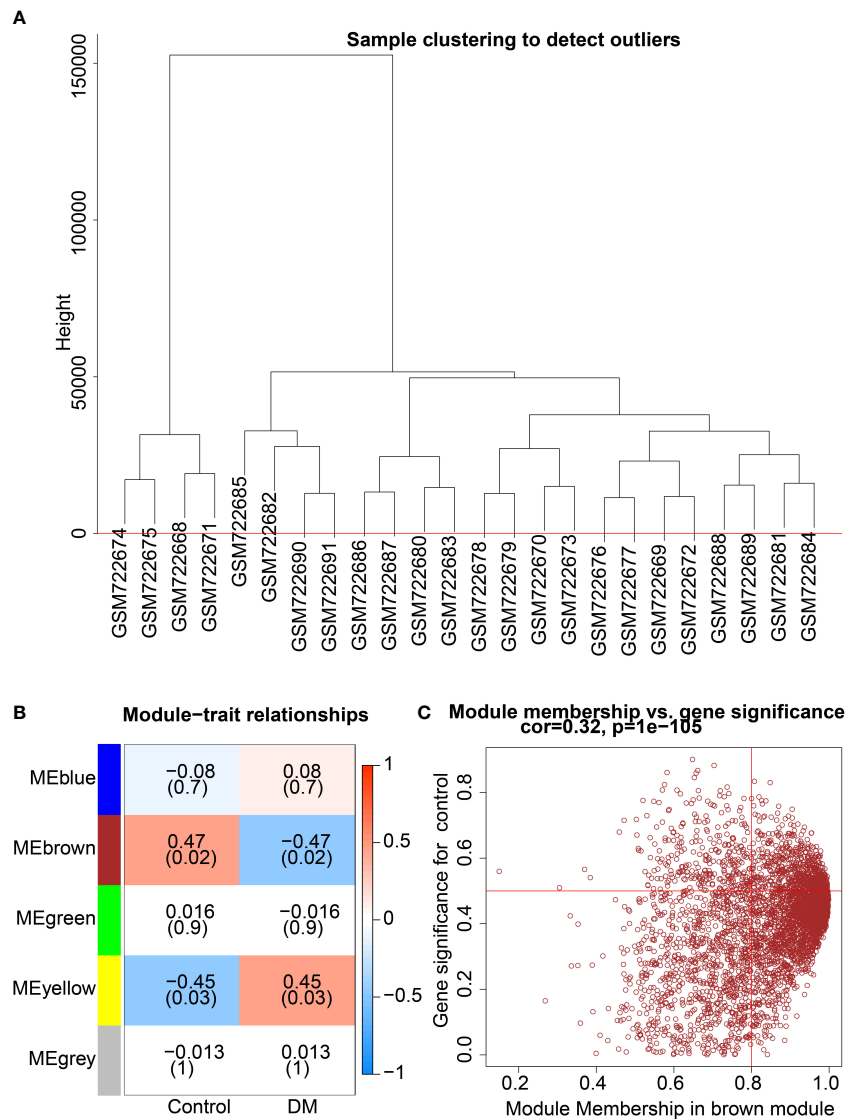 A
Sample clustering to detect outliers
Height
150000
100000
50000
0
GSM722674
GSM722675
GSM722668
GSM722671
GSM722685
GSM722682
GSM722690
GSM722691
GSM722686
GSM722687
GSM722680
GSM722683
GSM722678
GSM722679
GSM722670
GSM722673
GSM722676
GSM722677
GSM722669
GSM722672
GSM722688
GSM722689
GSM722681
GSM722684
B
Module−trait relationships
MEblue
−0.08 0.08
(0.7) (0.7)
MEbrown
0.47 −0.47
(0.02) (0.02)
MEgreen
0.016 −0.016
(0.9) (0.9)
MEyellow
−0.45 0.45
(0.03) (0.03)
MEgrey
−0.013 0.013
(1) (1)
Control DM
1
0.5
0
−0.5
−1
C
Module membership vs. gene significance
cor=0.32, p=1e−105
Gene significance for control
0.8
0.6
0.4
0.2
0.0
0.2 0.4 0.6 0.8 1.0
Module Membership in brown module